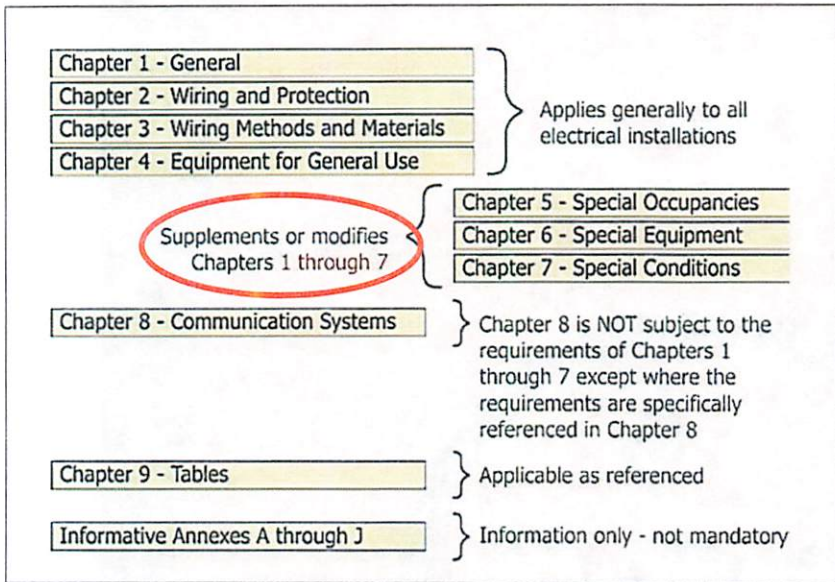 Chapter 1 - General
Chapter 2 - Wiring and Protection
Chapter 3 - Wiring Methods and Materials
Chapter 4 - Equipment for General Use
Applies generally to all
electrical installations
Supplements or modifies
Chapters 1 through 7
Chapter 5 - Special Occupancies
Chapter 6 - Special Equipment
Chapter 7 - Special Conditions
Chapter 8 - Communication Systems
Chapter 8 is NOT subject to the
requirements of Chapters 1
through 7 except where the
requirements are specifically
referenced in Chapter 8
Chapter 9 - Tables
Applicable as referenced
Informative Annexes A through J
Information only - not mandatory